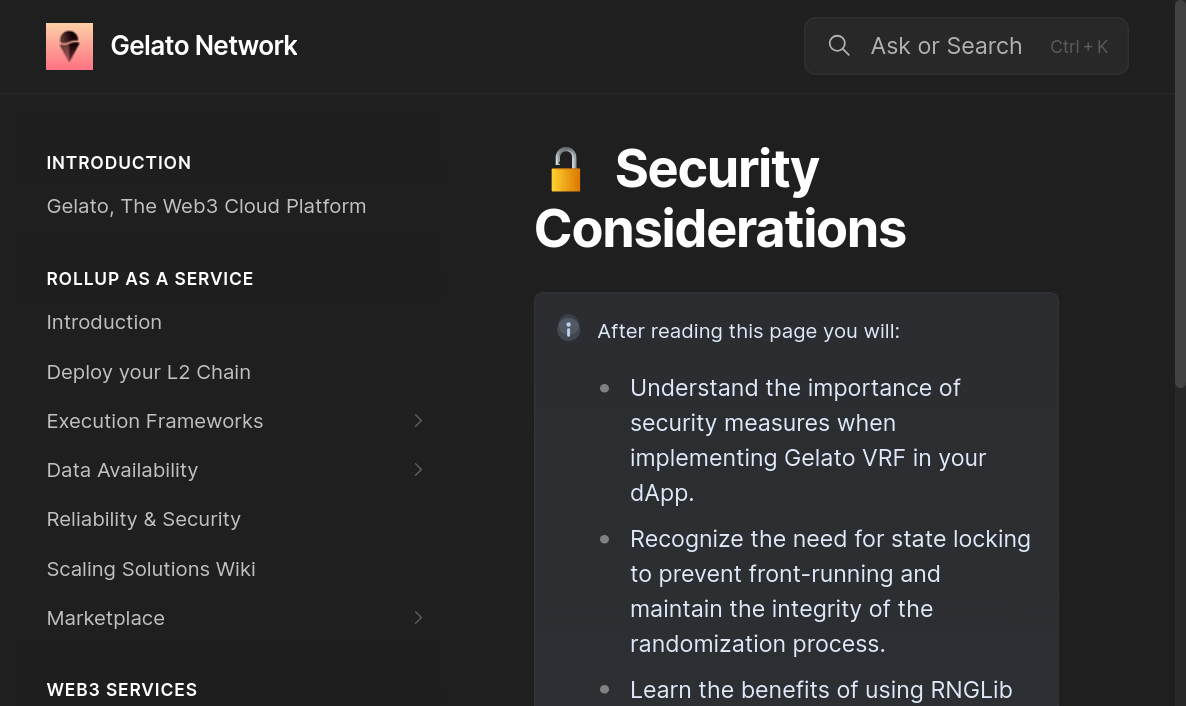 Gelato Network
Ask or Search Ctrl + K
INTRODUCTION
Gelato, The Web3 Cloud Platform
ROLLUP AS A SERVICE
Introduction
Deploy your L2 Chain
Execution Frameworks
Data Availability
Reliability & Security
Scaling Solutions Wiki
Marketplace
WEB3 SERVICES
Security
Considerations
After reading this page you will:
Understand the importance of
security measures when
implementing Gelato VRF in your
dApp.
Recognize the need for state locking
to prevent front-running and
maintain the integrity of the
randomization process.
Learn the benefits of using RNGLib